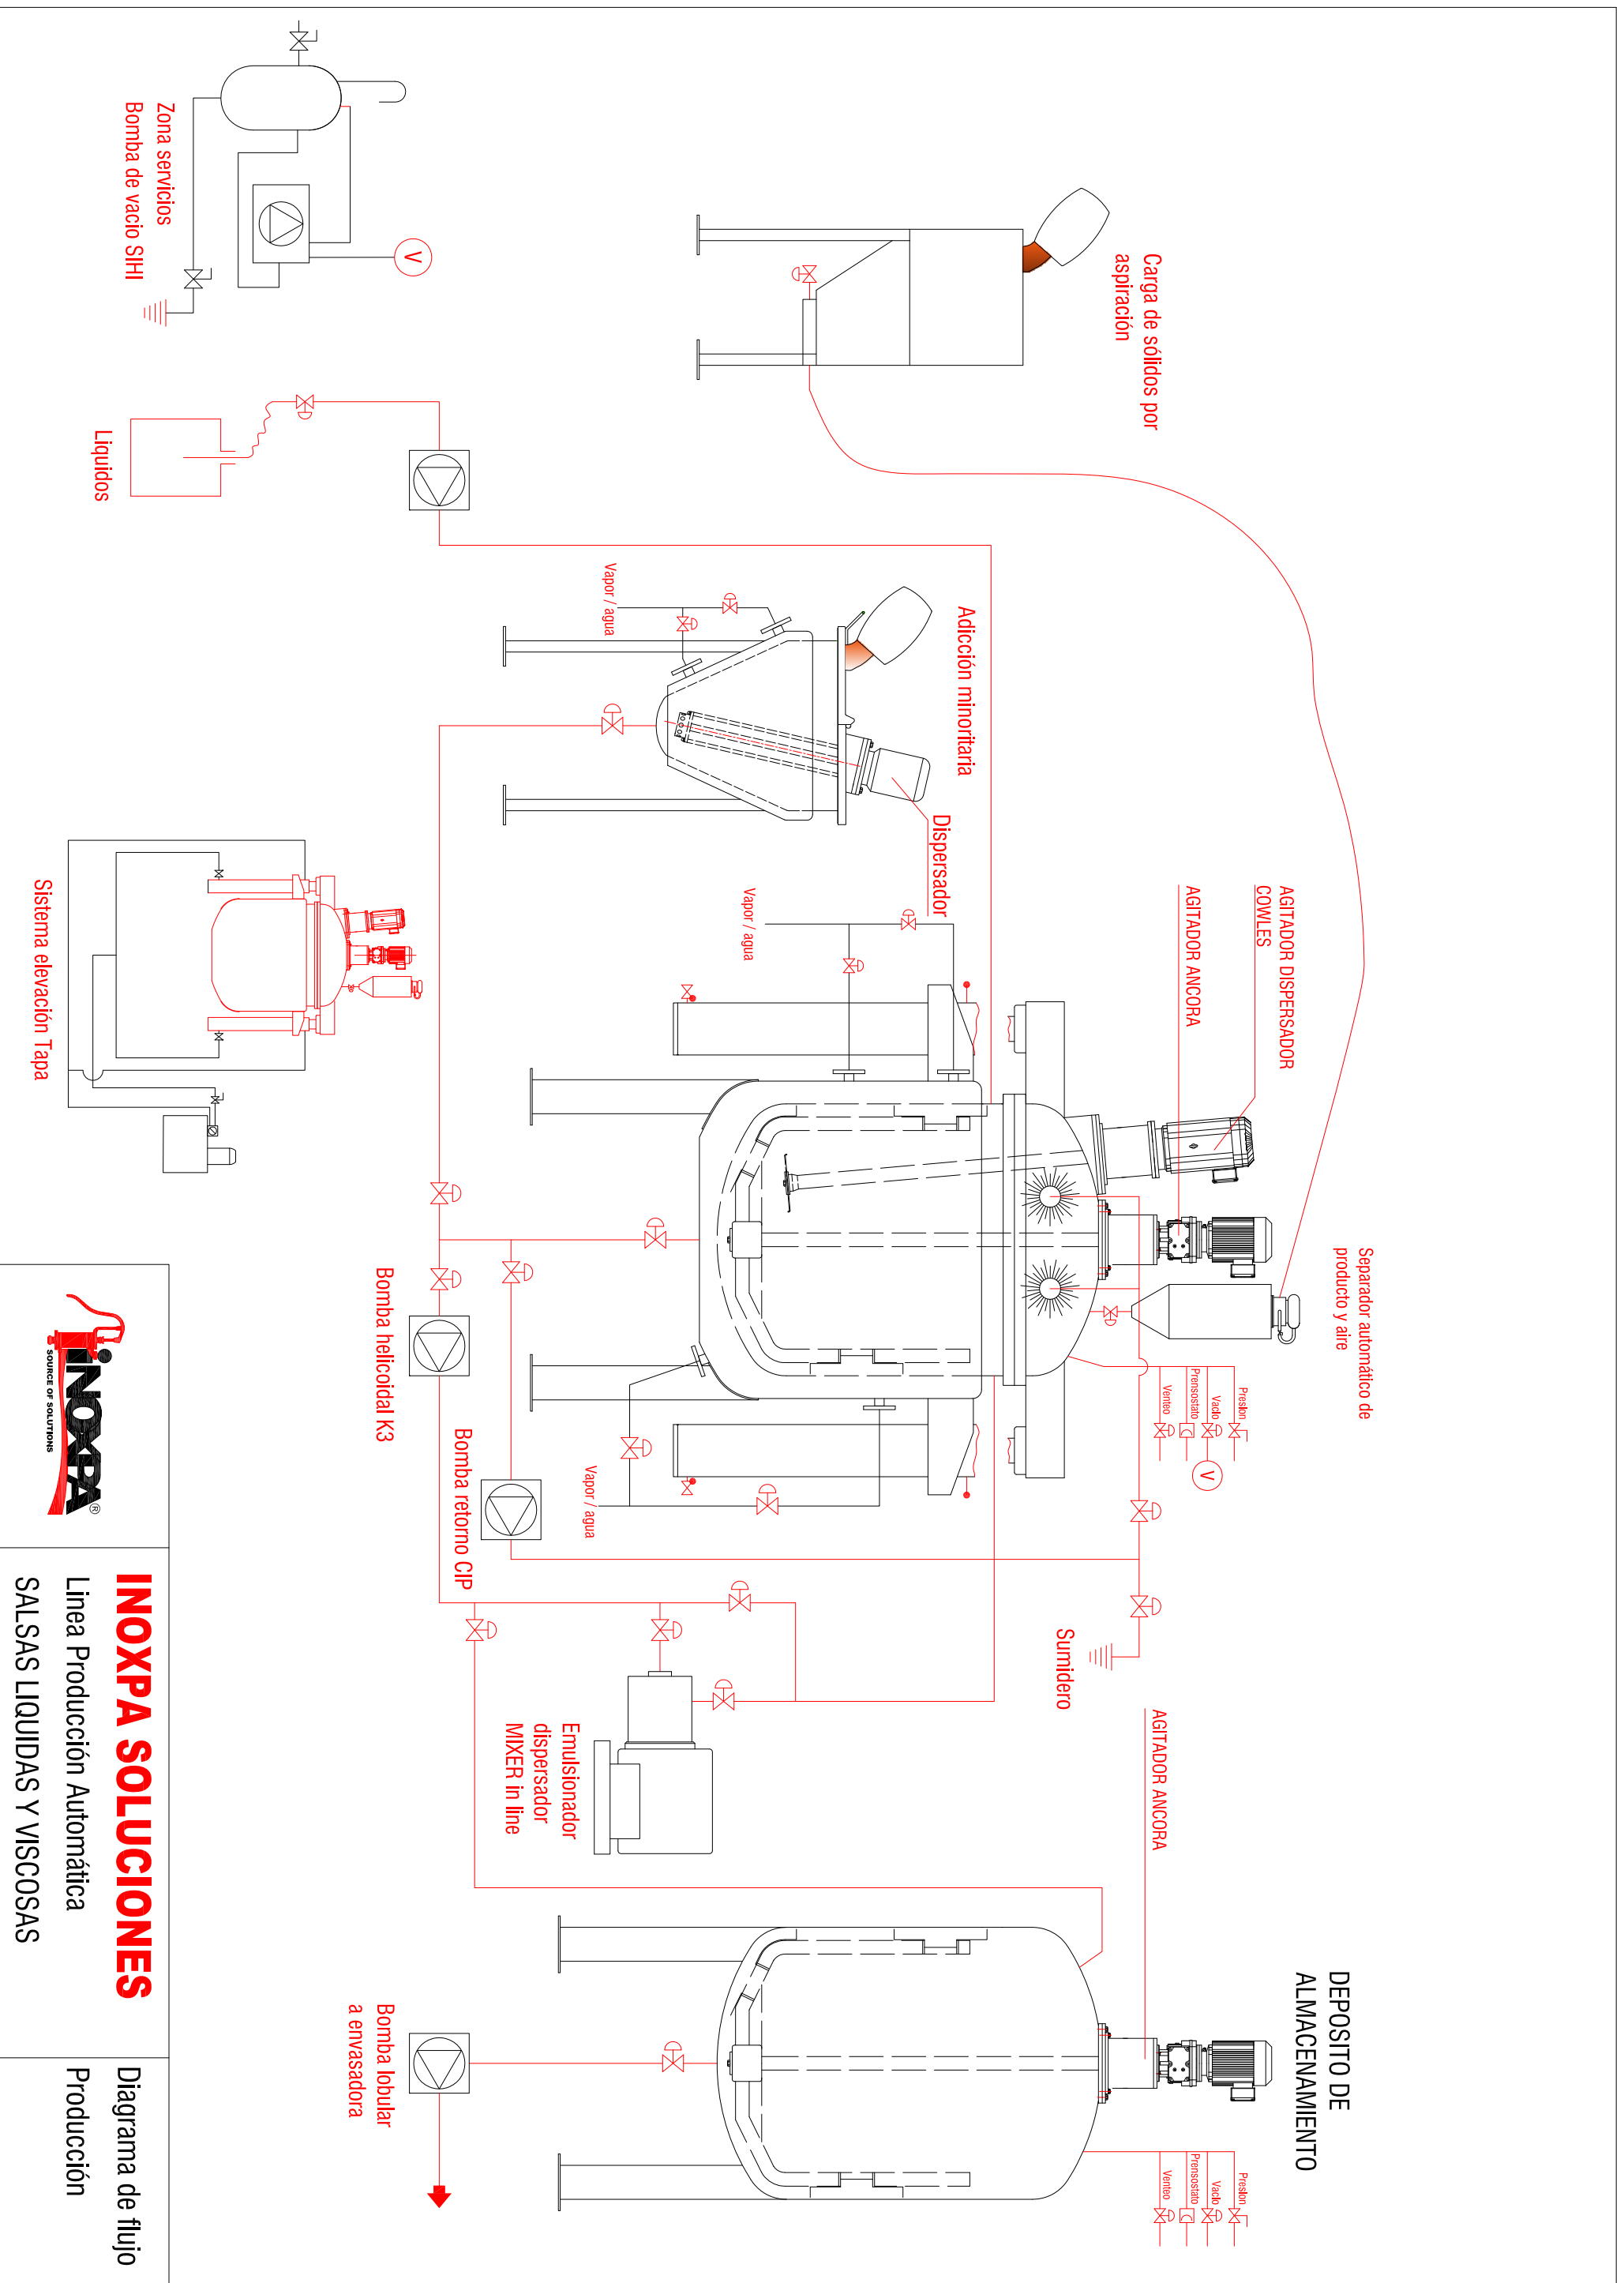 Carga de sólidos por
aspiración
Zona servicios
Bomba de vacio SIHI
V
Liquidos
Adicción minoritaria
Vapor / agua
Dispersador
Sistema elevación Tapa
AGITADOR DISPERSADOR
COWLES
AGITADOR ANCORA
Vapor / agua
Separador automático de
producto y aire
Presion
Vacio
Prensostato
Venteo
V
Bomba helicoidal K3
Bomba retorno CIP
Vapor / agua
Sumidero
Emulsionador
dispersador
MIXER in line
AGITADOR ANCORA
DEPOSITO DE
ALMACENAMIENTO
Presion
Vacio
Prensostato
Venteo
Bomba lobular
a envasadora
iNOXPA®
SOURCE OF SOLUTIONS
INOXPA SOLUCIONES
Linea Producción Automática
SALSAS LIQUIDAS Y VISCOSAS
Diagrama de flujo
Producción